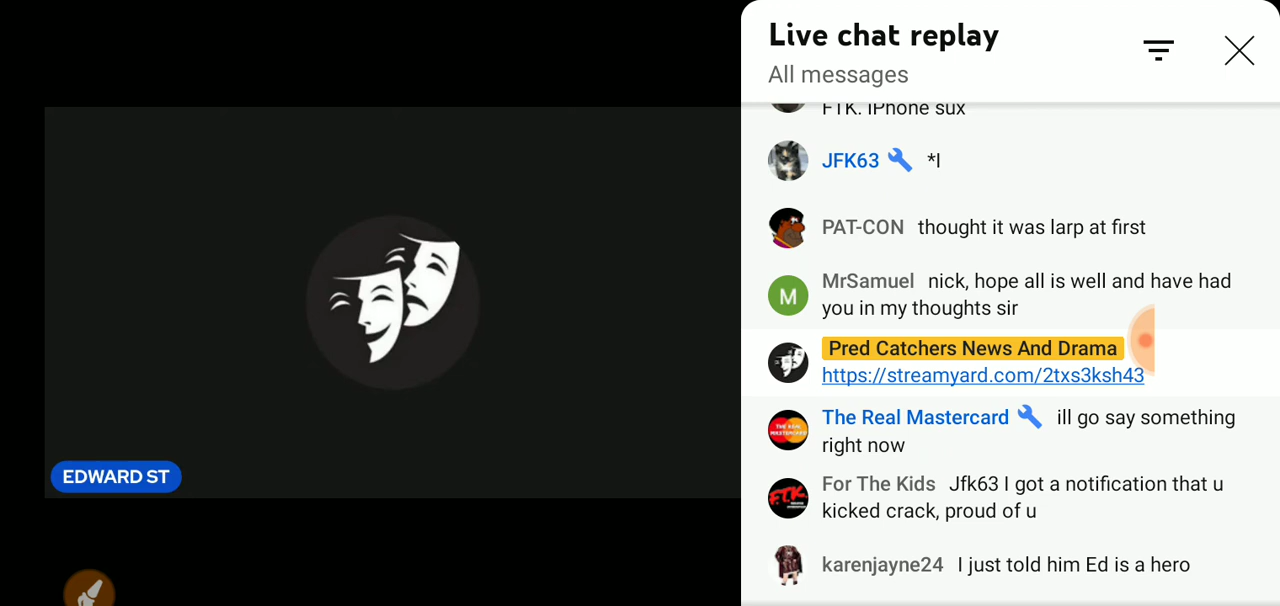 Live chat replay
All messages
FTK. iPhone sux
JFK63 *I
PAT-CON thought it was larp at first
MrSamuel nick, hope all is well and have had
you in my thoughts sir
M
Pred Catchers News And Drama
https://streamyard.com/2txs3ksh43
The Real Mastercard ill go say something
right now
THE REAL
MASTERCARD
For The Kids Jfk63 I got a notification that u
kicked crack, proud of u
F.T.K.
karenjayne24 I just told him Ed is a hero
EDWARD ST